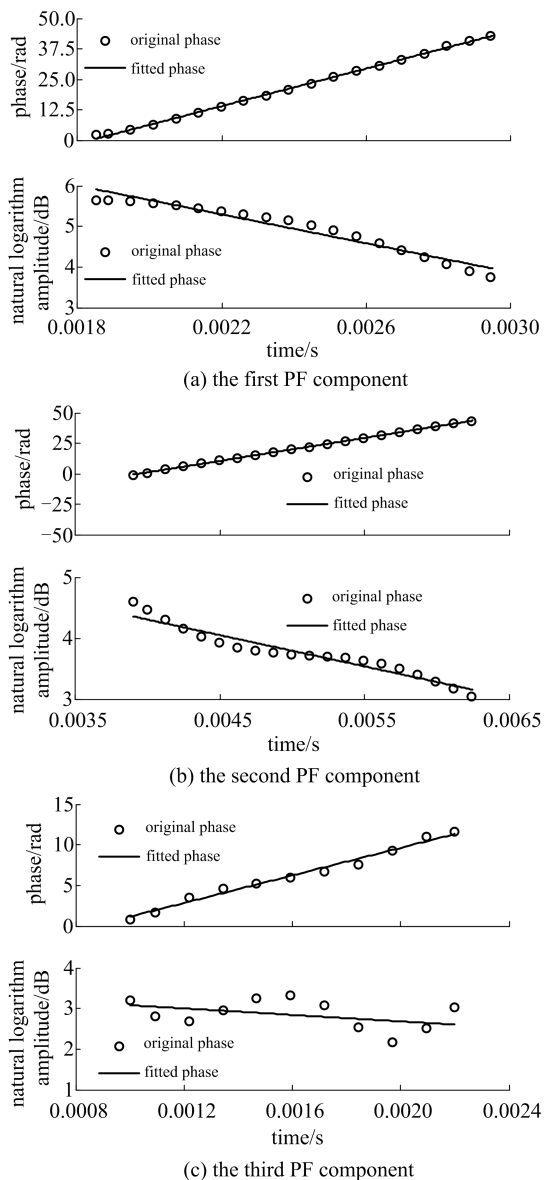 50.0
37.5
25.0
12.5
0
phase/rad
original phase
fitted phase
6
5
4
3
natural logarithm
amplitude/dB
original phase
fitted phase
0.0018 0.0022 0.0026 0.0030
time/s
(a) the first PF component
50
25
0
−25
−50
phase/rad
original phase
fitted phase
5
4
3
natural logarithm
amplitude/dB
original phase
fitted phase
0.0035 0.0045 0.0055 0.0065
time/s
(b) the second PF component
15
10
5
0
phase/rad
original phase
fitted phase
4
3
2
1
natural logarithm
amplitude/dB
original phase
fitted phase
0.0008 0.0012 0.0016 0.0020 0.0024
time/s
(c) the third PF component